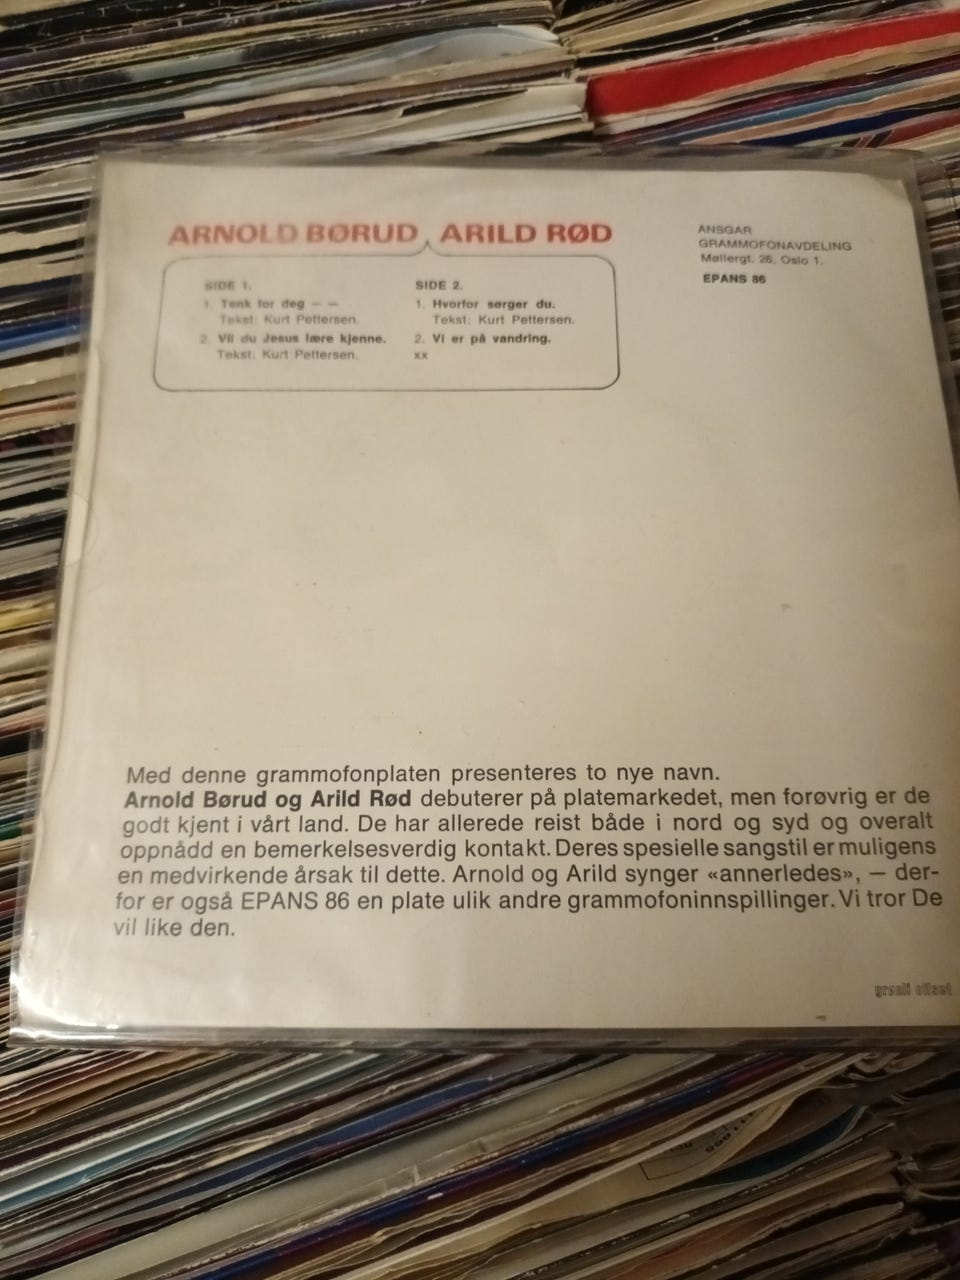 ARNOLD BØRUD, ARILD RØD
ANSGAR
GRAMMOFONAVDELING
Møllergt. 26, Oslo 1.
EPANS 86
SIDE 1.
1. Tenk for deg — —
Tekst: Kurt Pettersen.
2. Vil du Jesus lære kjenne.
Tekst: Kurt Pettersen.
SIDE 2.
1. Hvorfor sørger du.
Tekst: Kurt Pettersen.
2. Vi er på vandring.
xx
Med denne grammofonplaten presenteres to nye navn.
Arnold Børud og Arild Rød debuterer på platemarkedet, men forøvrig er de
godt kjent i vårt land. De har allerede reist både i nord og syd og overalt
oppnådd en bemerkelsesverdig kontakt. Deres spesielle sangstil er muligens
en medvirkende årsak til dette. Arnold og Arild synger «annerledes», — der-
for er også EPANS 86 en plate ulik andre grammofoninnspillinger. Vi tror De
vil like den.
grønli offset